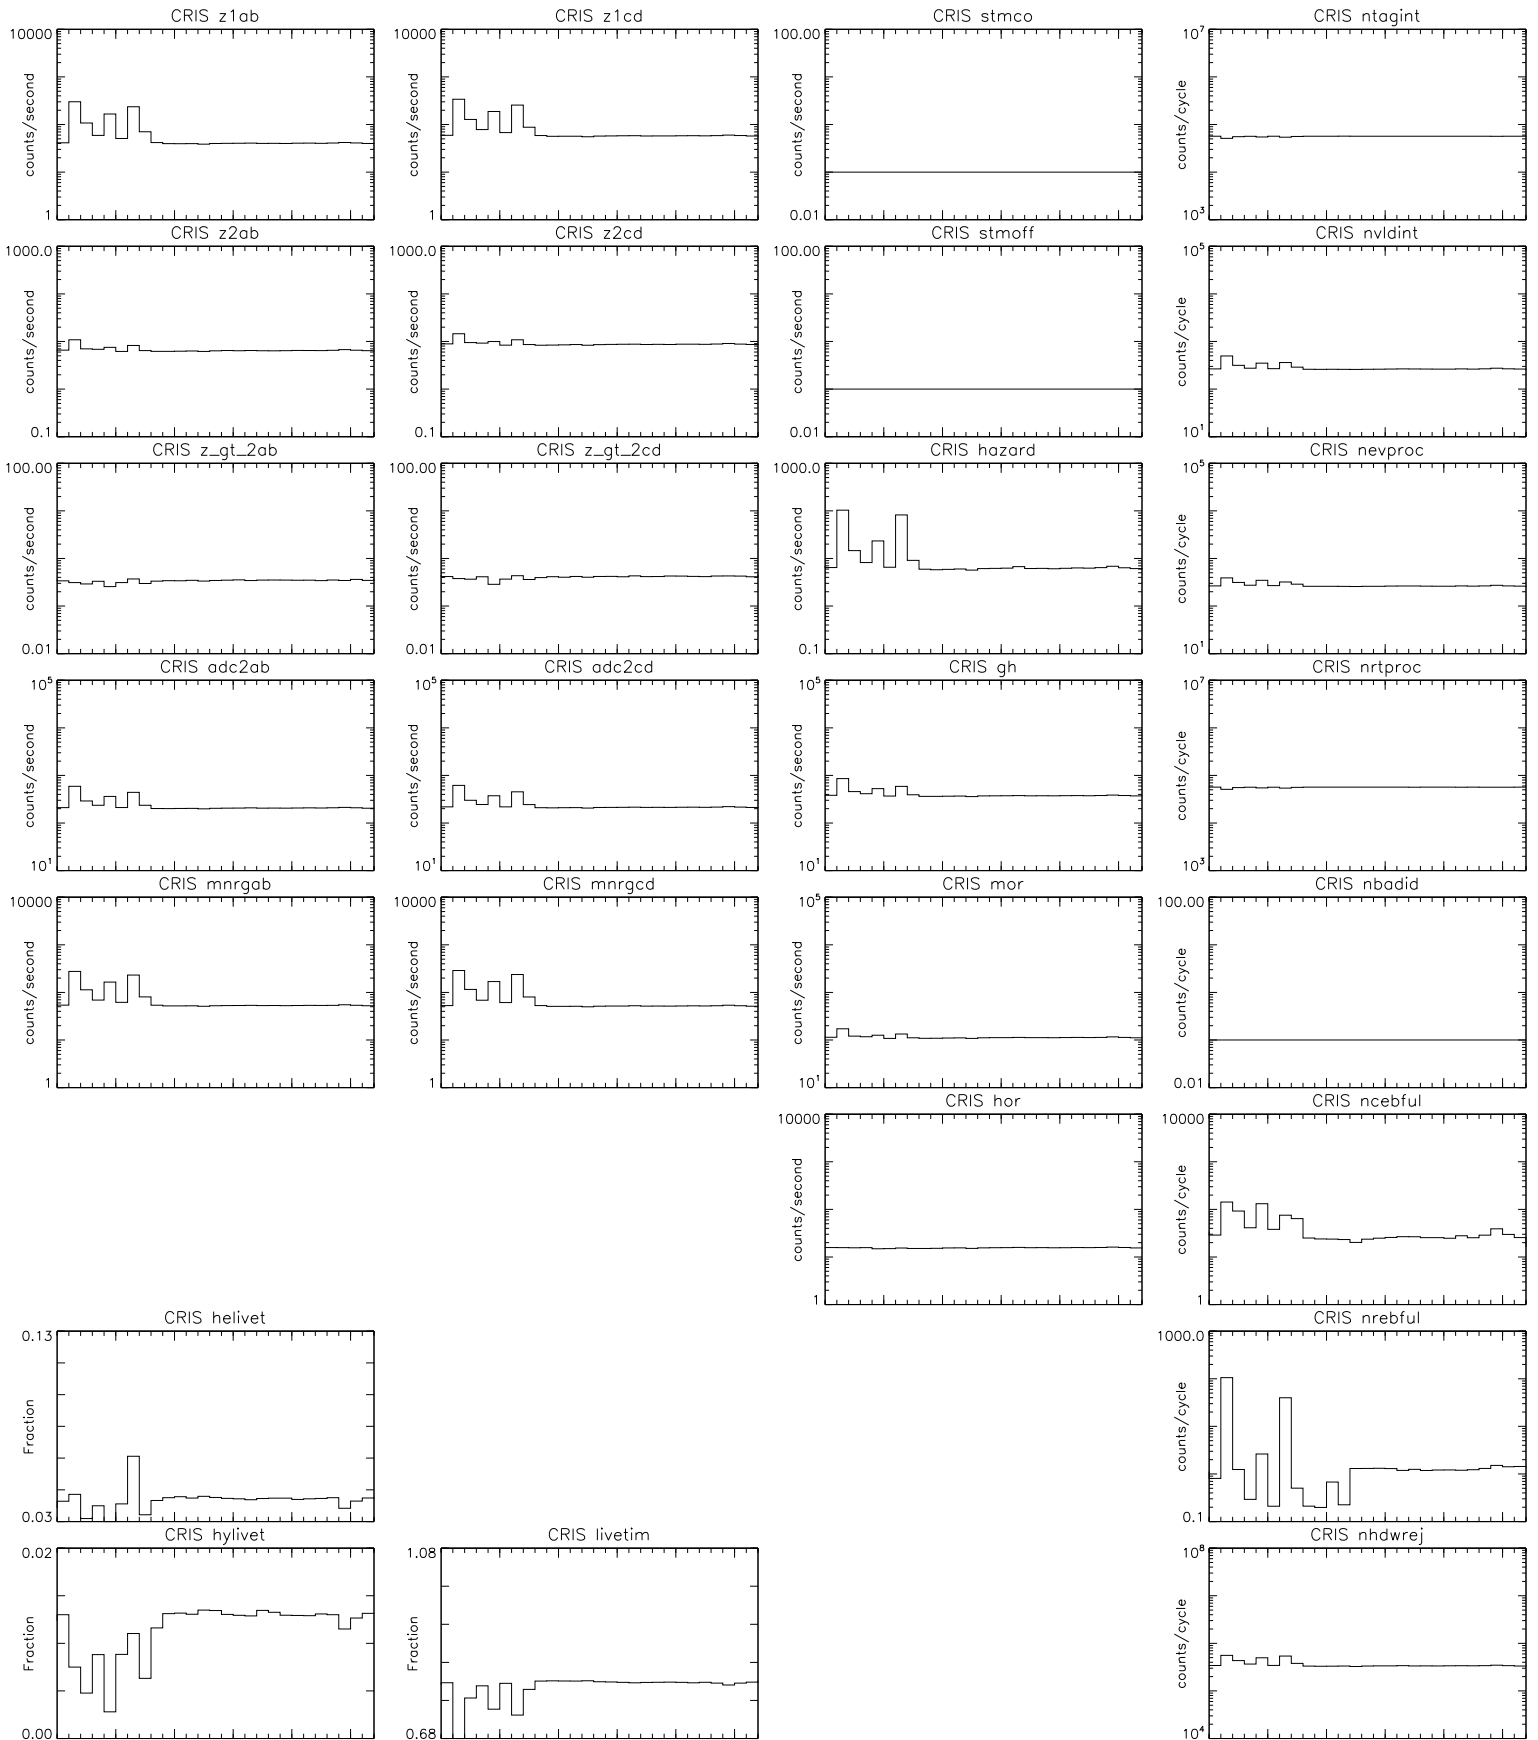 CRIS z1ab
10000
counts/second
1
CRIS z1cd
10000
counts/second
1
CRIS stmco
100.00
counts/second
0.01
CRIS ntagint
10^7
counts/cycle
10^3
CRIS z2ab
1000.0
counts/second
0.1
CRIS z2cd
1000.0
counts/second
0.1
CRIS stmoff
100.00
counts/second
0.01
CRIS nvldint
10^5
counts/cycle
10^1
CRIS z_gt_2ab
100.00
counts/second
0.01
CRIS z_gt_2cd
100.00
counts/second
0.01
CRIS hazard
1000.0
counts/second
0.1
CRIS nevproc
10^5
counts/cycle
10^1
CRIS adc2ab
10^5
counts/second
10^1
CRIS adc2cd
10^5
counts/second
10^1
CRIS gh
10^5
counts/second
10^1
CRIS nrtproc
10^7
counts/cycle
10^3
CRIS mnrgab
10000
counts/second
1
CRIS mnrgcd
10000
counts/second
1
CRIS mor
10^5
counts/second
10^1
CRIS nbadid
100.00
counts/cycle
0.01
CRIS hor
10000
counts/second
1
CRIS ncebful
10000
counts/cycle
1
CRIS helivet
0.13
Fraction
0.03
CRIS nrebful
1000.0
counts/cycle
0.1
CRIS hylivet
0.02
Fraction
0.00
CRIS livetim
1.08
Fraction
0.68
CRIS nhdwrej
10^8
counts/cycle
10^4